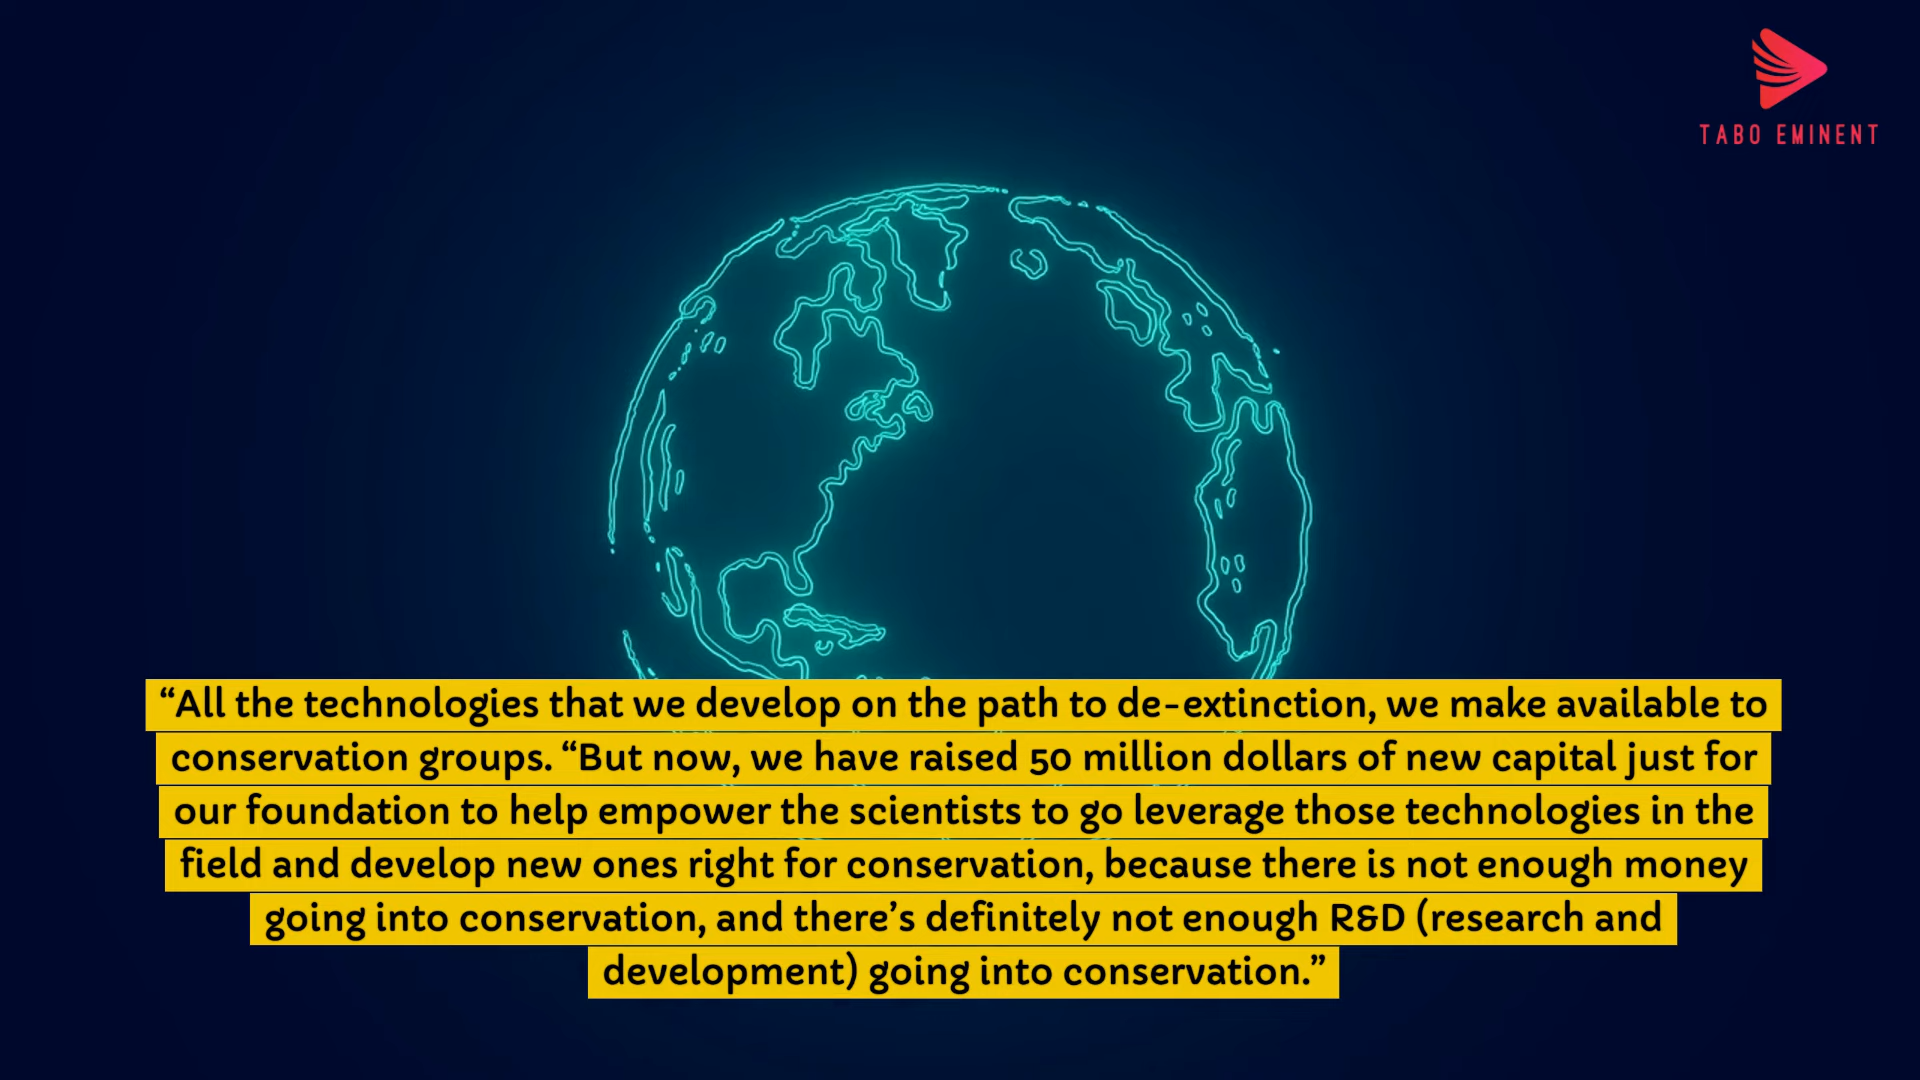 TABO EMINENT
“All the technologies that we develop on the path to de-extinction, we make available to
conservation groups. “But now, we have raised 50 million dollars of new capital just for
our foundation to help empower the scientists to go leverage those technologies in the
field and develop new ones right for conservation, because there is not enough money
going into conservation, and there’s definitely not enough R&D (research and
development) going into conservation.”